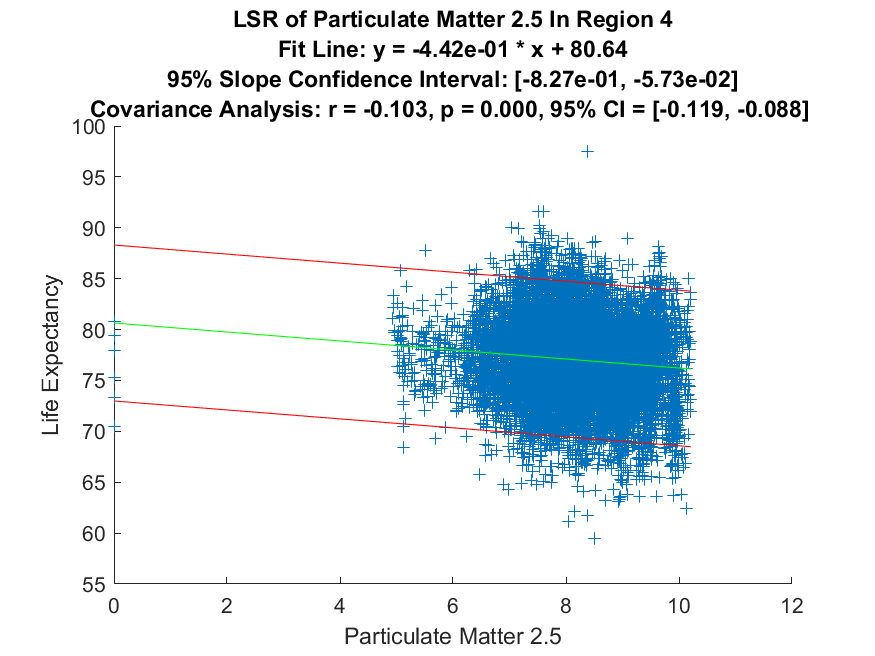 LSR of Particulate Matter 2.5 In Region 4
Fit Line: y = -4.42e-01 * x + 80.64
95% Slope Confidence Interval: [-8.27e-01, -5.73e-02]
Covariance Analysis: r = -0.103, p = 0.000, 95% CI = [-0.119, -0.088]
100
95
90
85
80
75
70
65
60
55
Life Expectancy
0 2 4 6 8 10 12
Particulate Matter 2.5